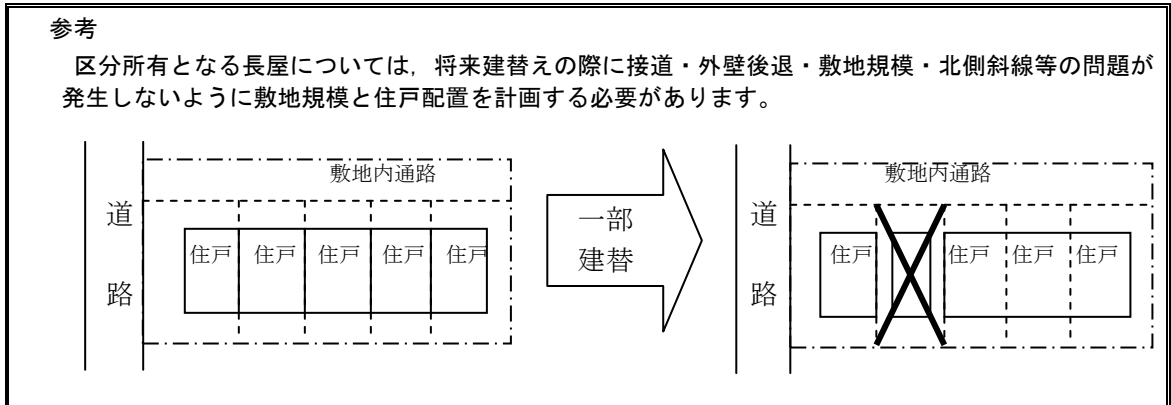 参考
区分所有となる長屋については，将来建替えの際に接道・外壁後退・敷地規模・北側斜線等の問題が
発生しないように敷地規模と住戸配置を計画する必要があります。
敷地内通路
道
路
住戸
住戸
住戸
住戸
住戸
一部
建替
敷地内通路
道
路
住戸
住戸
住戸
住戸